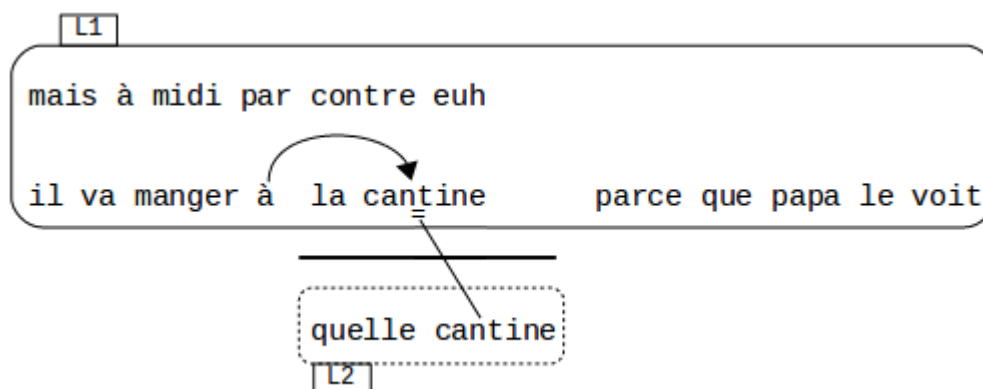 L1
mais à midi par contre euh
il va manger à la cantine parce que papa le voit
=
quelle cantine
L2